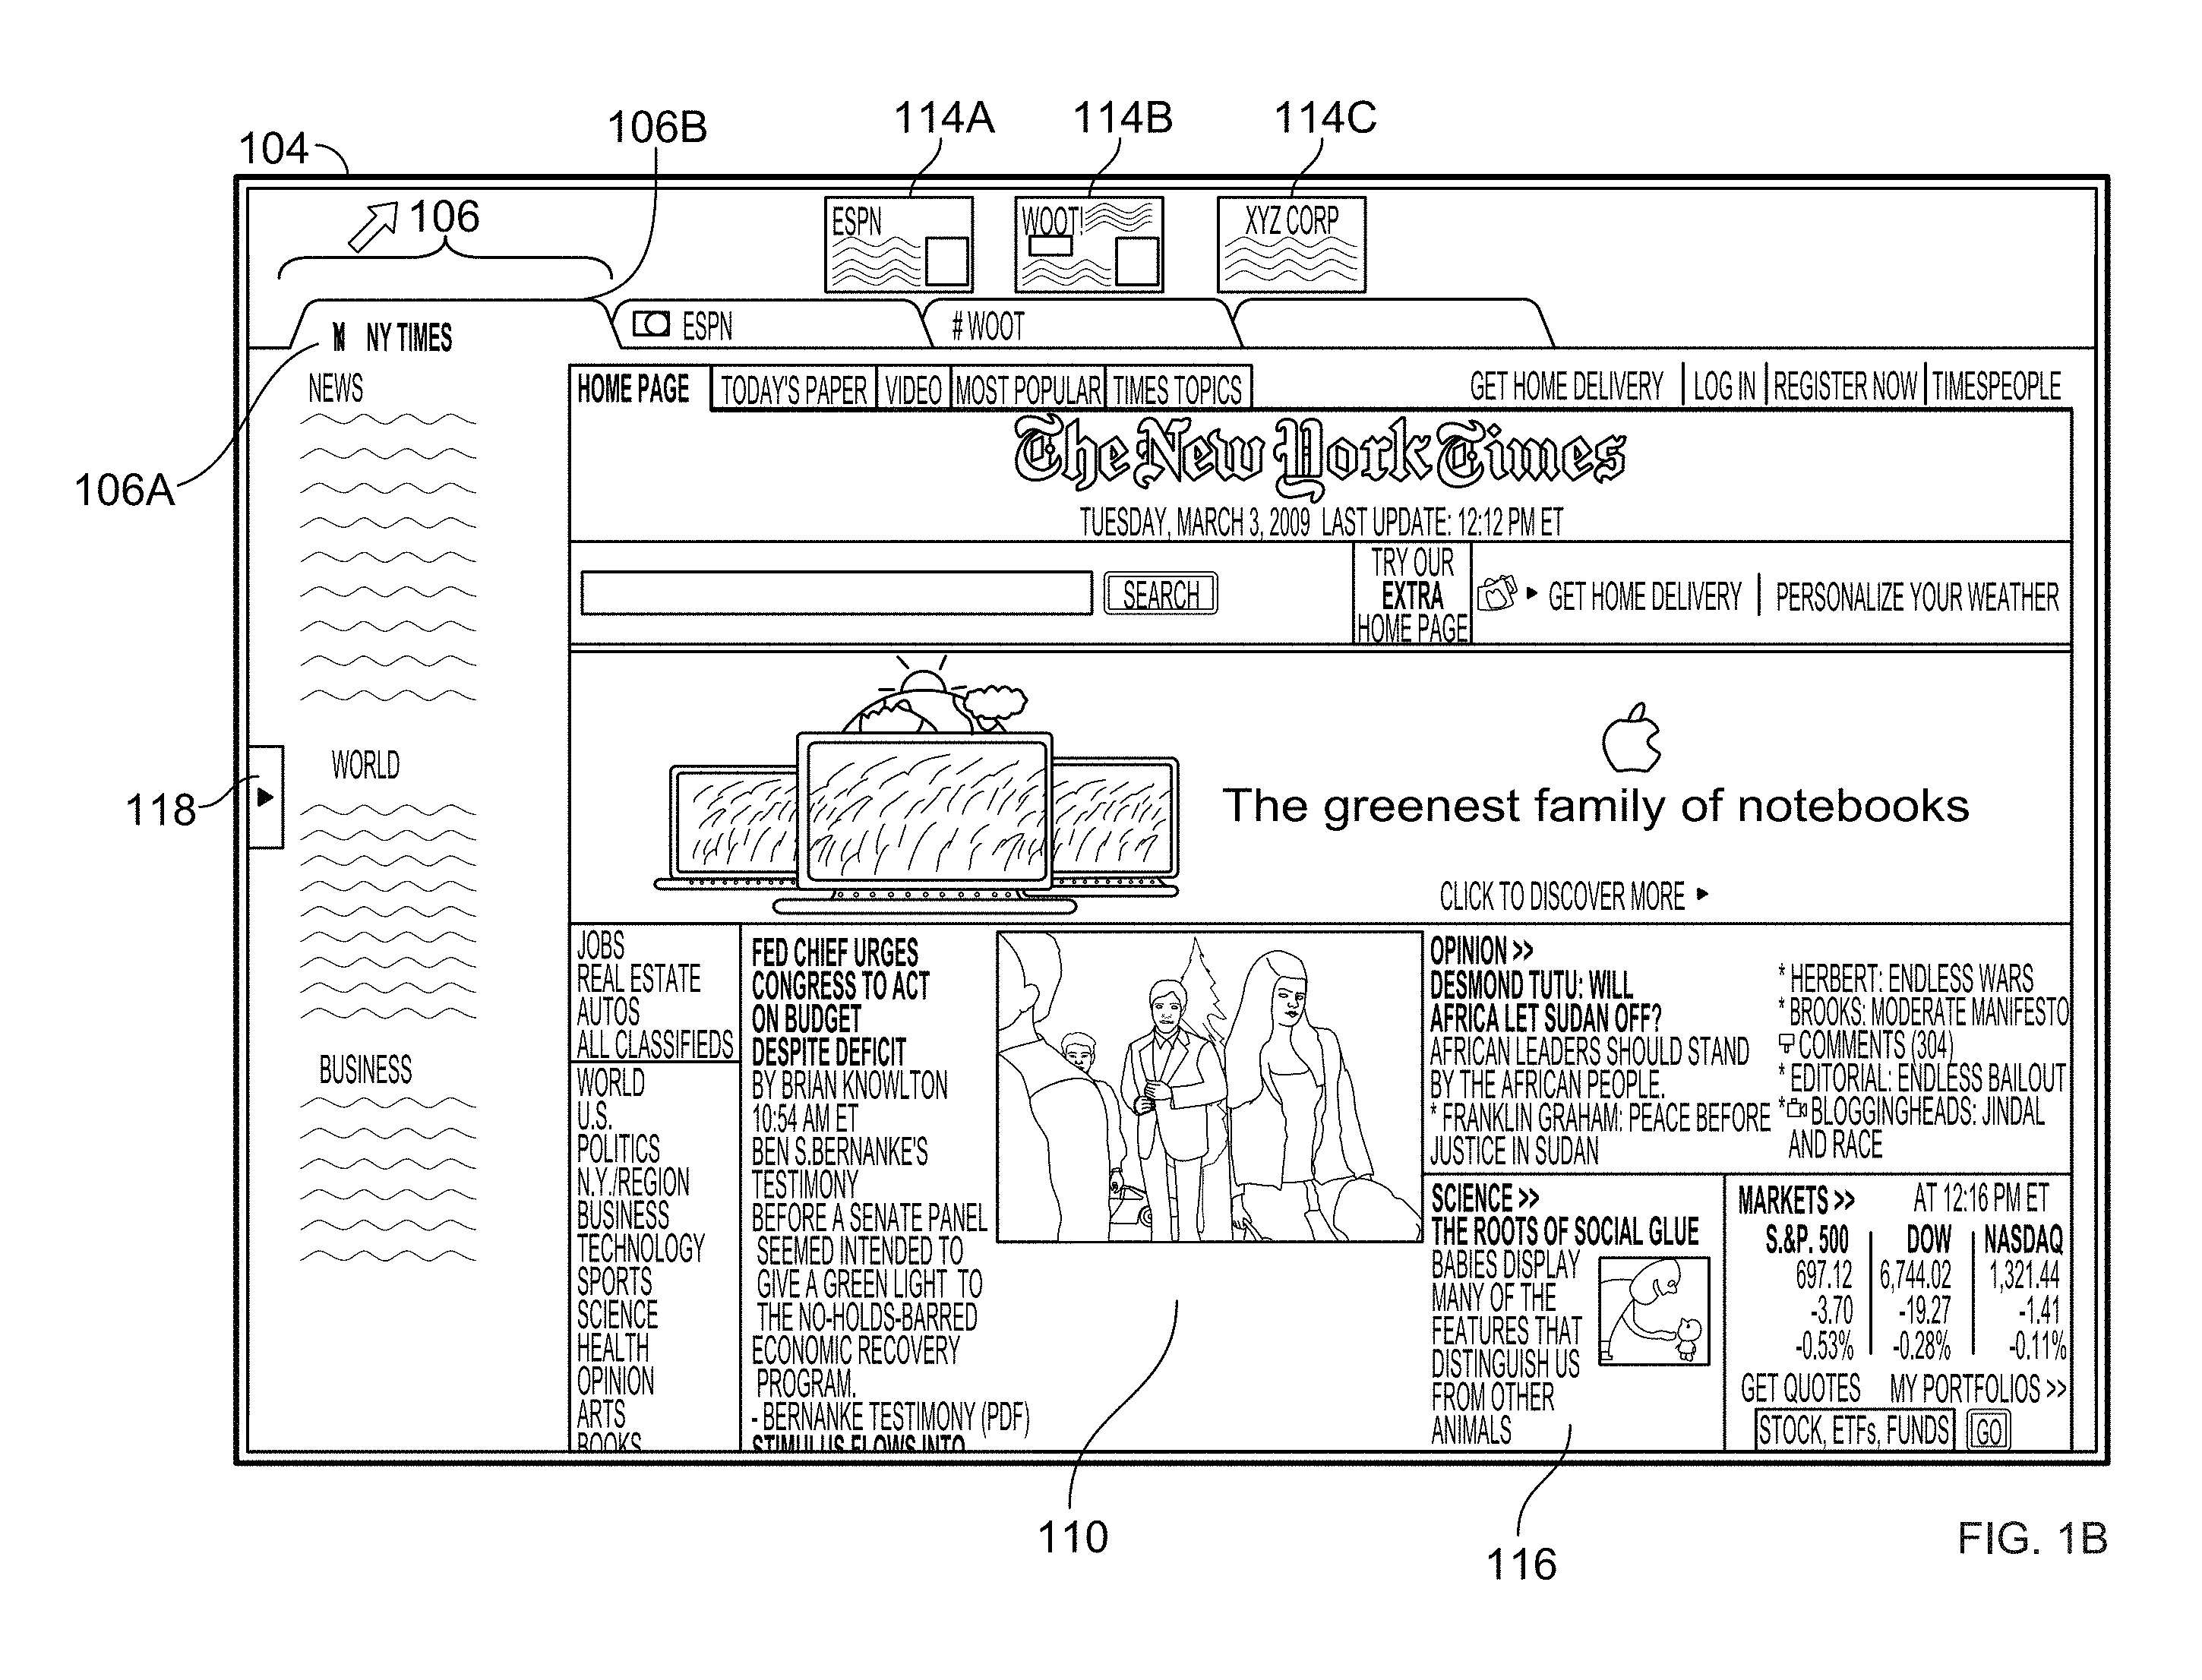 104
106B
114A
114B
114C
106
ESPN
WOOT!
XYZ CORP
NY TIMES
ESPN
# WOOT
106A
118
NEWS
WORLD
BUSINESS
HOME PAGE
TODAY'S PAPER
VIDEO
MOST POPULAR
TIMES TOPICS
GET HOME DELIVERY | LOG IN | REGISTER NOW | TIMESPEOPLE
The New York Times
TUESDAY, MARCH 3, 2009 LAST UPDATE: 12:12 PM ET
SEARCH
TRY OUR
EXTRA
HOME PAGE
GET HOME DELIVERY | PERSONALIZE YOUR WEATHER
The greenest family of notebooks
CLICK TO DISCOVER MORE
JOBS
REAL ESTATE
AUTOS
ALL CLASSIFIEDS
WORLD
U.S.
POLITICS
N.Y./REGION
BUSINESS
TECHNOLOGY
SPORTS
SCIENCE
HEALTH
OPINION
ARTS
BOOKS
FED CHIEF URGES
CONGRESS TO ACT
ON BUDGET
DESPITE DEFICIT
BY BRIAN KNOWLTON
10:54 AM ET
BEN S.BERNANKE'S
TESTIMONY
BEFORE A SENATE PANEL
SEEMED INTENDED TO
GIVE A GREEN LIGHT TO
THE NO-HOLDS-BARRED
ECONOMIC RECOVERY
PROGRAM.
- BERNANKE TESTIMONY (PDF)
STIMULUS FLOWS INTO
OPINION >>
DESMOND TUTU: WILL
AFRICA LET SUDAN OFF?
AFRICAN LEADERS SHOULD STAND
BY THE AFRICAN PEOPLE.
* FRANKLIN GRAHAM: PEACE BEFORE
JUSTICE IN SUDAN
* HERBERT: ENDLESS WARS
* BROOKS: MODERATE MANIFESTO
COMMENTS (304)
* EDITORIAL: ENDLESS BAILOUT
* BLOGGINGHEADS: JINDAL
AND RACE
SCIENCE >>
THE ROOTS OF SOCIAL GLUE
BABIES DISPLAY
MANY OF THE
FEATURES THAT
DISTINGUISH US
FROM OTHER
ANIMALS
MARKETS >> AT 12:16 PM ET
S.&P. 500 | DOW | NASDAQ
697.12 6,744.02 1,321.44
-3.70 -19.27 -1.41
-0.53% -0.28% -0.11%
GET QUOTES MY PORTFOLIOS >>
STOCK, ETFs, FUNDS GO
110
116
FIG. 1B